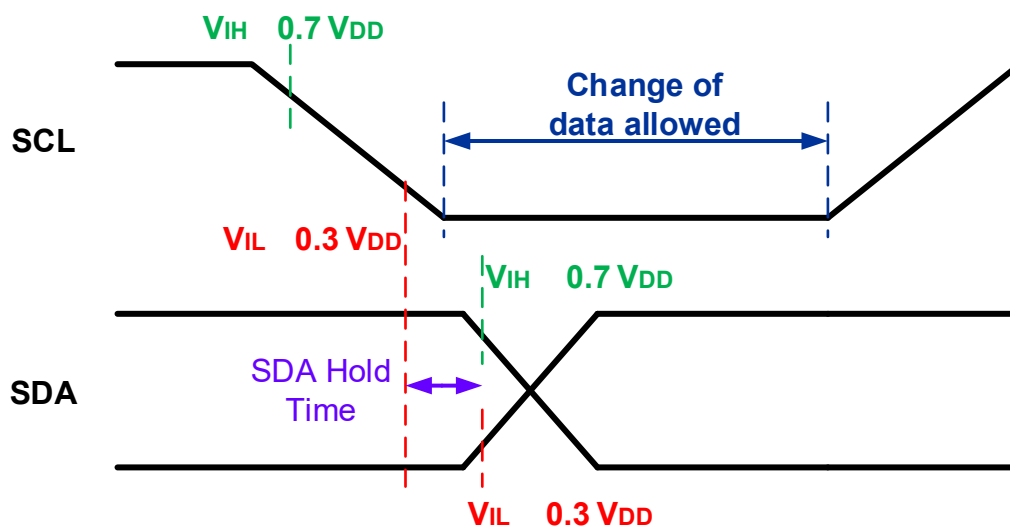 VIH 0.7 VDD
Change of
data allowed
SCL
VIL 0.3 VDD
VIH 0.7 VDD
SDA Hold
Time
SDA
VIL 0.3 VDD